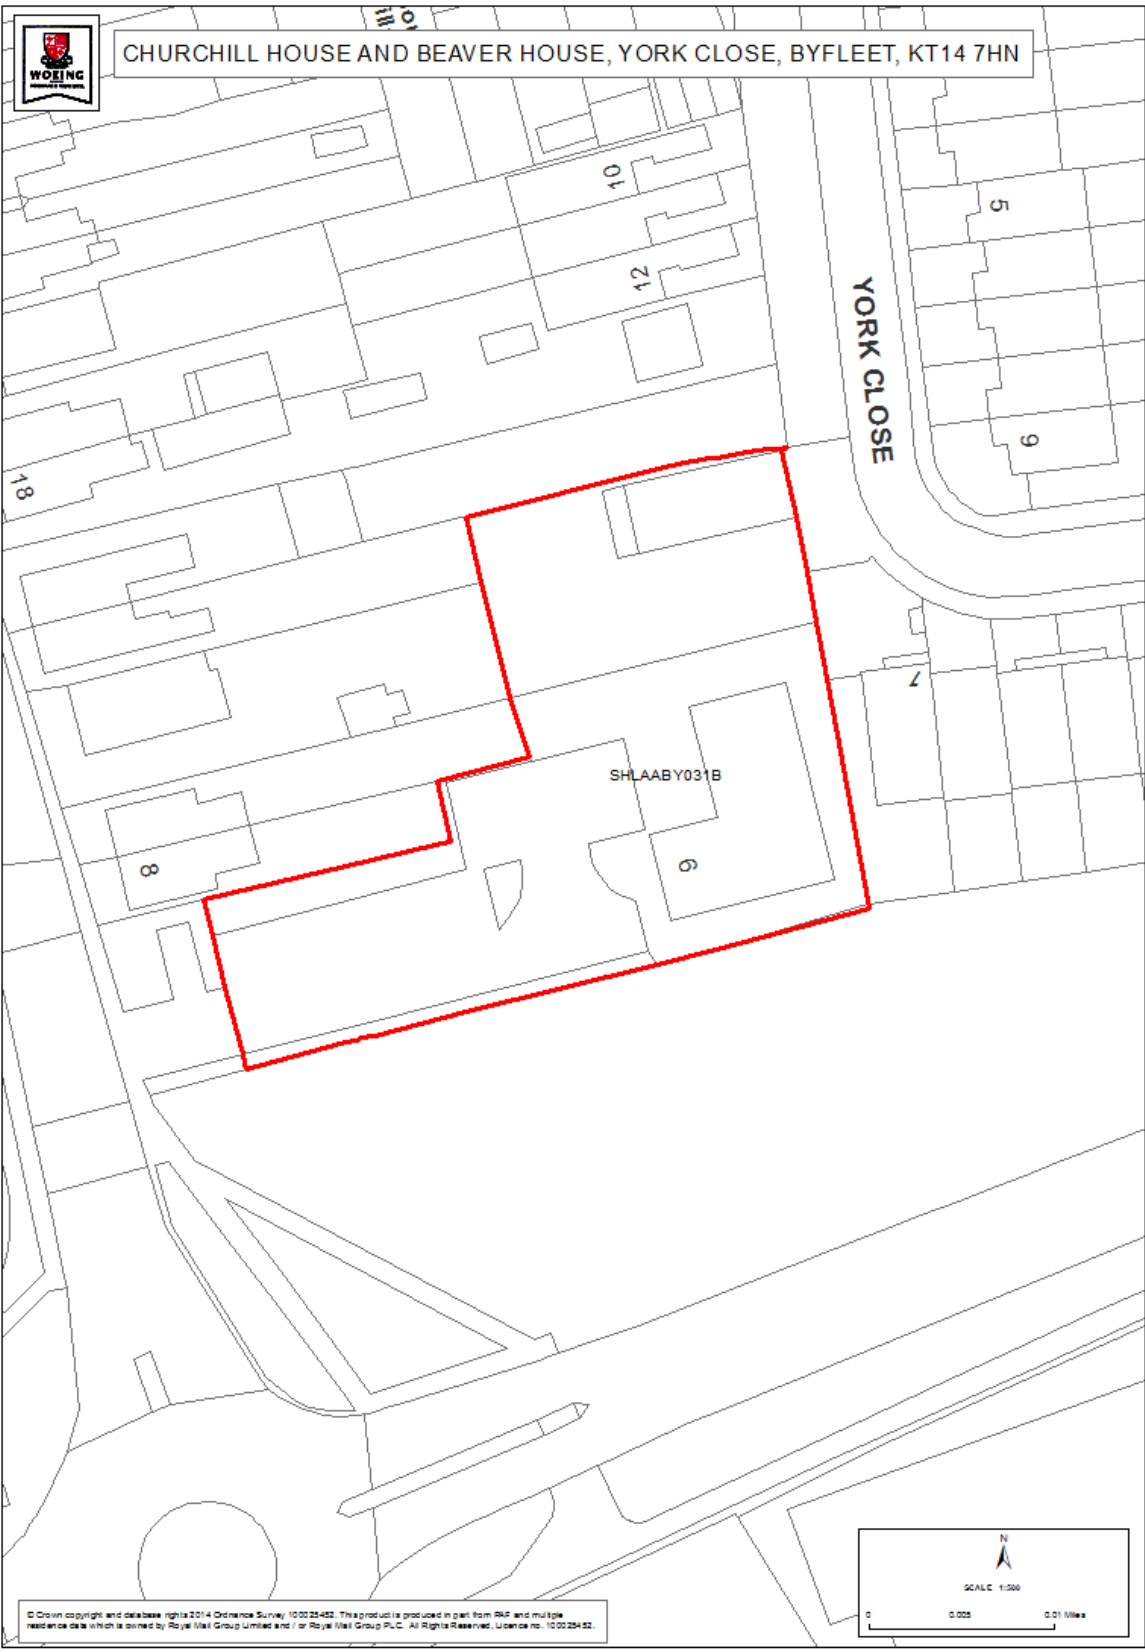 CHURCHILL HOUSE AND BEAVER HOUSE, YORK CLOSE, BYFLEET, KT14 7HN
WOKING
10
5
12
YORK CLOSE
9
18
7
SHLAABY031B
8
9
N
SCALE 1:500
0 0.005 0.01 Miles
© Crown copyright and database rights 2014 Ordnance Survey 100025452. This product is produced in part from PAF and multiple
residence data which is owned by Royal Mail Group Limited and / or Royal Mail Group PLC. All Rights Reserved, Licence no. 100025452.